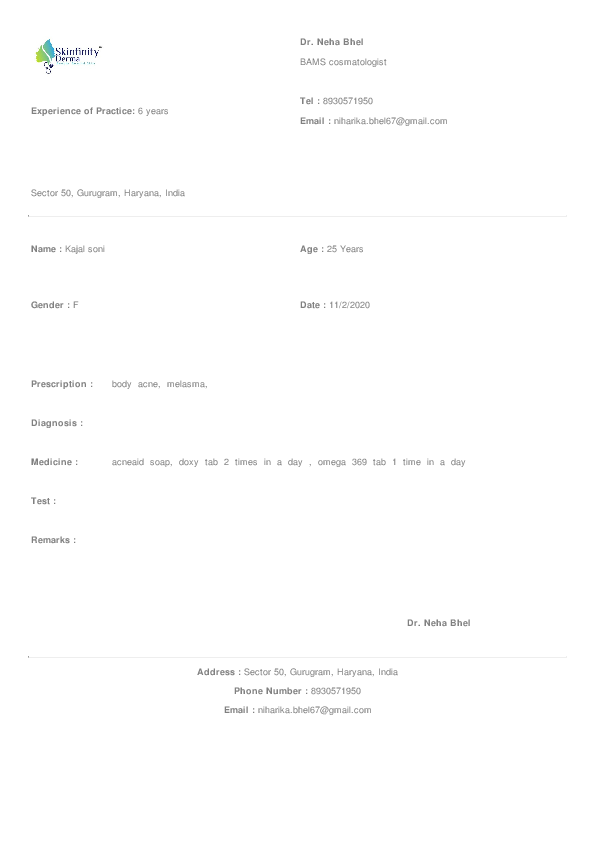 Skinfinity™
Derma
Dr. Neha Bhel
BAMS cosmatologist
Tel : 8930571950
Experience of Practice: 6 years
Email : niharika.bhel67@gmail.com
Sector 50, Gurugram, Haryana, India
Name : Kajal soni
Age : 25 Years
Gender : F
Date : 11/2/2020
Prescription : body acne, melasma,
Diagnosis :
Medicine : acneaid soap, doxy tab 2 times in a day , omega 369 tab 1 time in a day
Test :
Remarks :
Dr. Neha Bhel
Address : Sector 50, Gurugram, Haryana, India
Phone Number : 8930571950
Email : niharika.bhel67@gmail.com